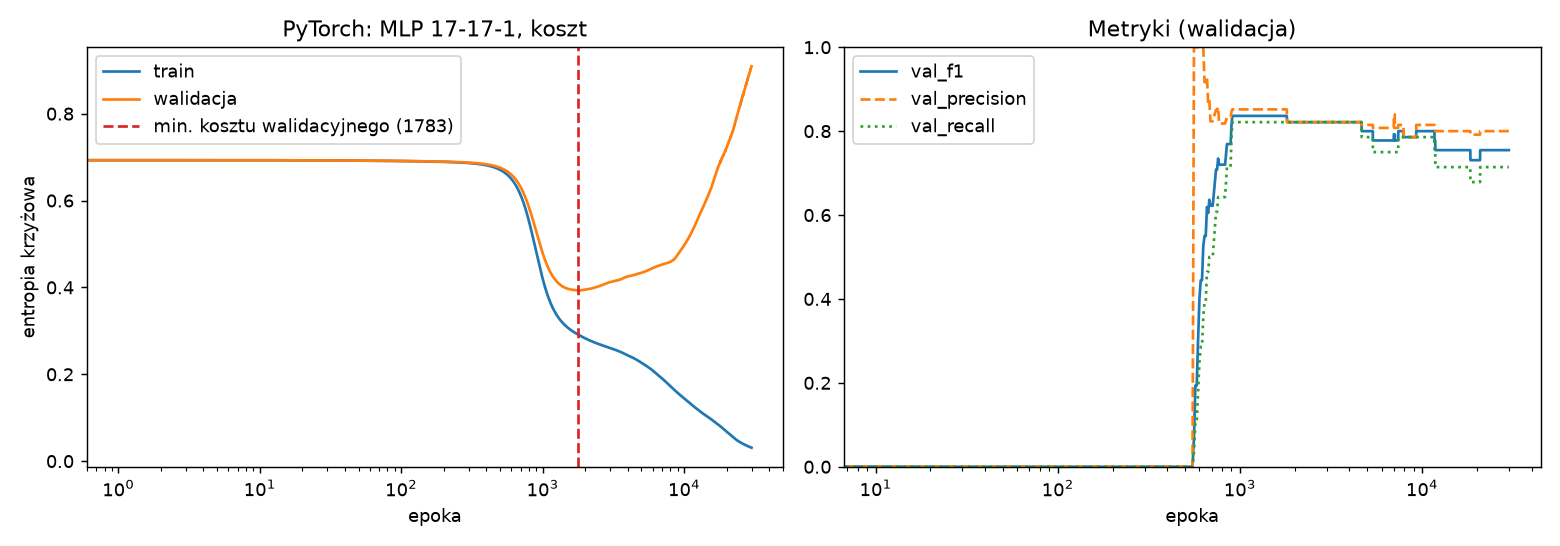 PyTorch: MLP 17-17-1, koszt
train
walidacja
min. kosztu walidacyjnego (1783)
entropia krzyżowa
0.8
0.6
0.4
0.2
0.0
10⁰
10¹
10²
10³
10⁴
epoka
Metryki (walidacja)
val_f1
val_precision
val_recall
1.0
0.8
0.6
0.4
0.2
0.0
10¹
10²
10³
10⁴
epoka